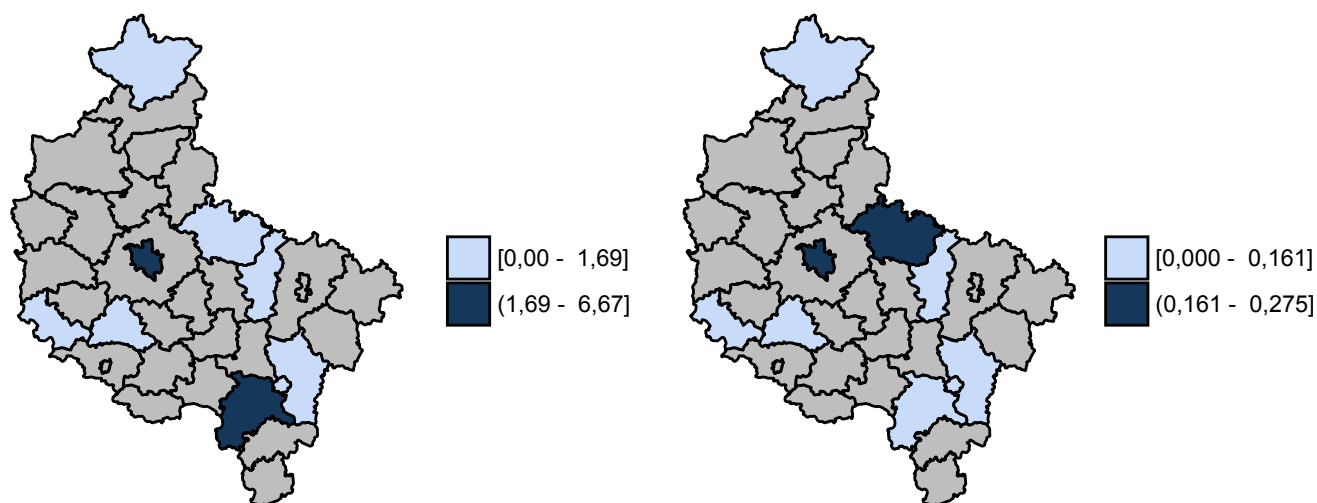 [0,00 - 1,69]
(1,69 - 6,67]
[0,000 - 0,161]
(0,161 - 0,275]